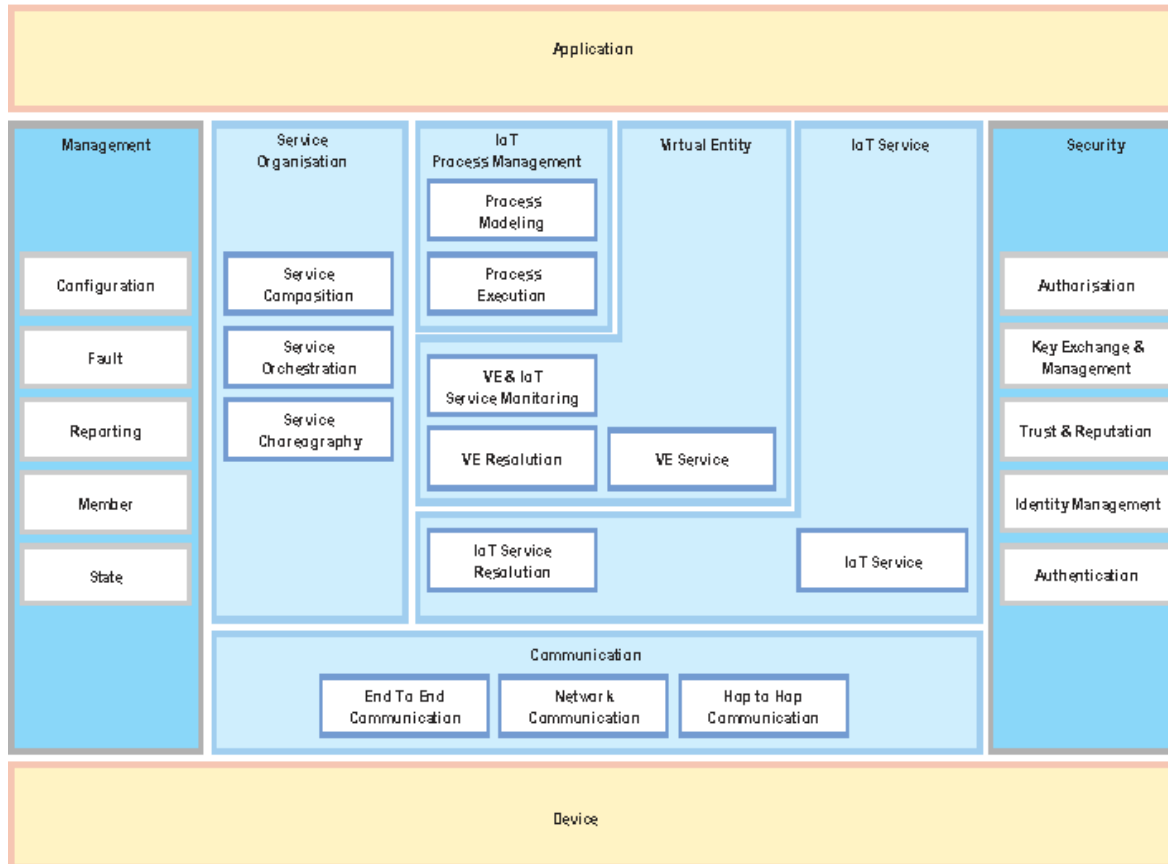 Application
Management
Service
Organisation
IoT
Process Management
Virtual Entity
IoT Service
Security
Process
Modeling
Process
Execution
Configuration
Fault
Reporting
Member
State
Service
Composition
Service
Orchestration
Service
Choreography
VE & IoT
Service Monitoring
VE Resolution
VE Service
IoT Service
Resolution
IoT Service
Authorisation
Key Exchange &
Management
Trust & Reputation
Identity Management
Authentication
Communication
End To End
Communication
Network
Communication
Hop to Hop
Communication
Device